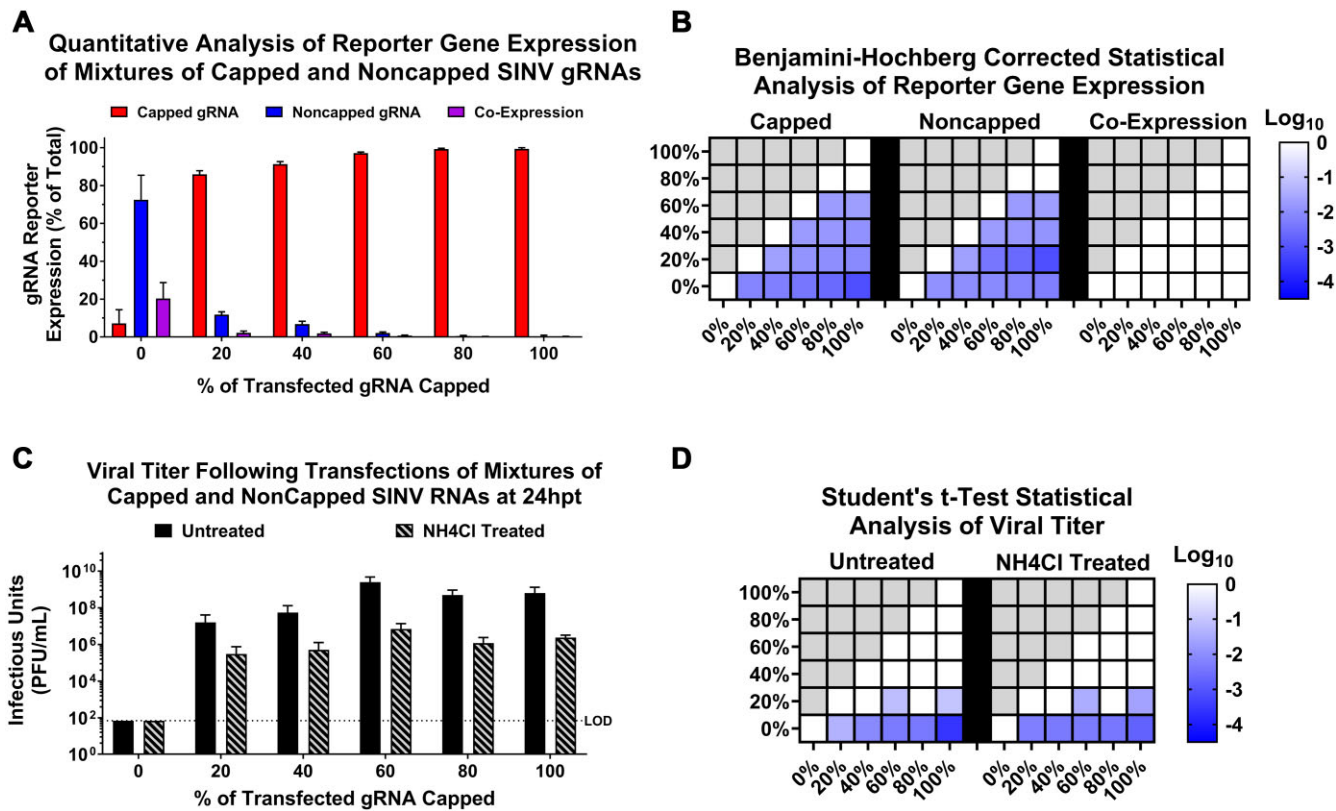 A
Quantitative Analysis of Reporter Gene Expression
of Mixtures of Capped and Noncapped SINV gRNAs
Capped gRNA Noncapped gRNA Co-Expression
gRNA Reporter
Expression (% of Total)
100
80
60
40
20
0
0 20 40 60 80 100
% of Transfected gRNA Capped
B
Benjamini-Hochberg Corrected Statistical
Analysis of Reporter Gene Expression
Capped Noncapped Co-Expression
Log10
100%
80%
60%
40%
20%
0%
0% 20% 40% 60% 80% 100% 0% 20% 40% 60% 80% 100% 0% 20% 40% 60% 80% 100%
0
-1
-2
-3
-4
C
Viral Titer Following Transfections of Mixtures of
Capped and NonCapped SINV RNAs at 24hpt
Untreated NH4Cl Treated
Infectious Units
(PFU/mL)
10^10
10^8
10^6
10^4
10^2
10^0
LOD
0 20 40 60 80 100
% of Transfected gRNA Capped
D
Student's t-Test Statistical
Analysis of Viral Titer
Untreated NH4Cl Treated
Log10
100%
80%
60%
40%
20%
0%
0% 20% 40% 60% 80% 100% 0% 20% 40% 60% 80% 100%
0
-1
-2
-3
-4